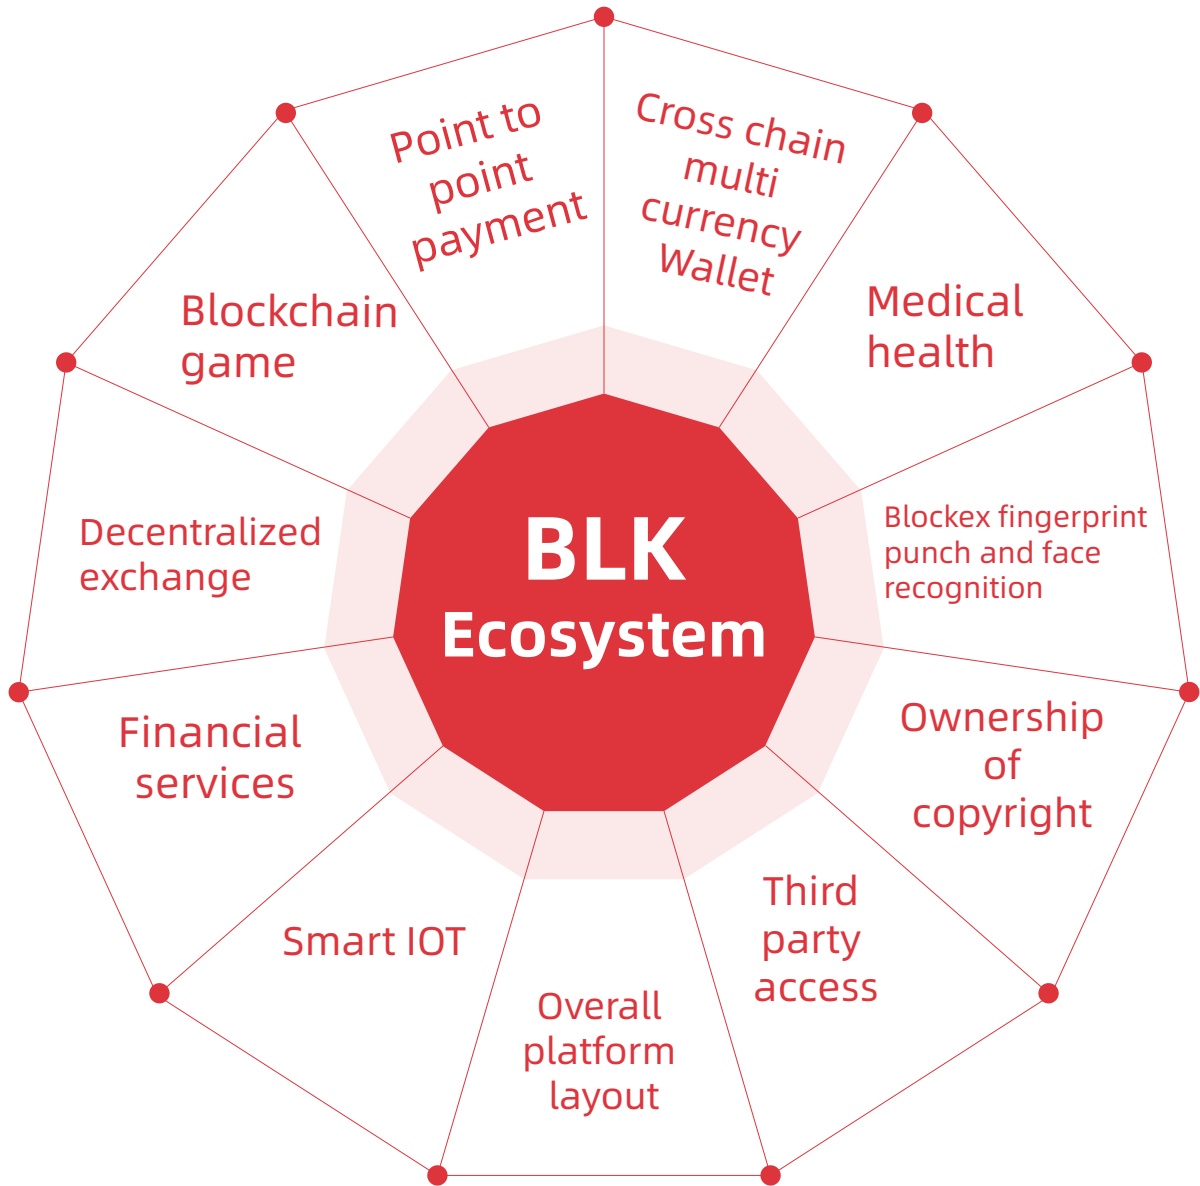 Point to
point
payment
Cross chain
multi
currency
Wallet
Medical
health
Blockex fingerprint
punch and face
recognition
Ownership
of
copyright
Third
party
access
Overall
platform
layout
Smart IOT
Financial
services
Decentralized
exchange
Blockchain
game
BLK
Ecosystem